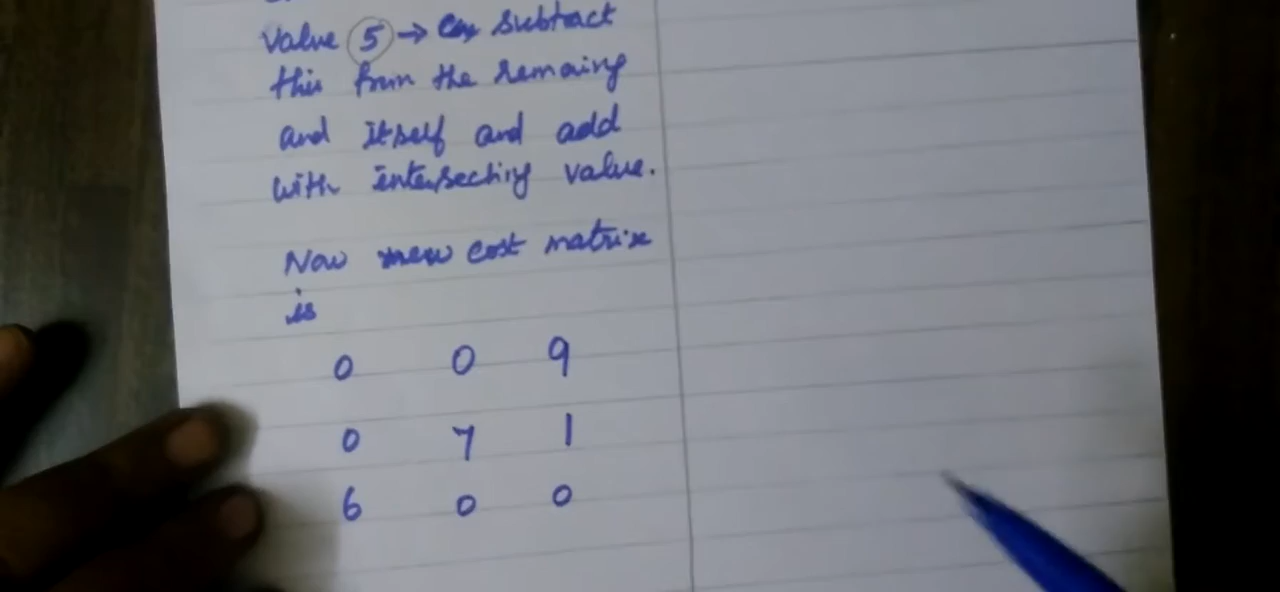 Value 5 → subtract
this from the remaing
and itself and add
with intersecting value.
Now new cost matrix
is
0 0 9
0 7 1
6 0 0